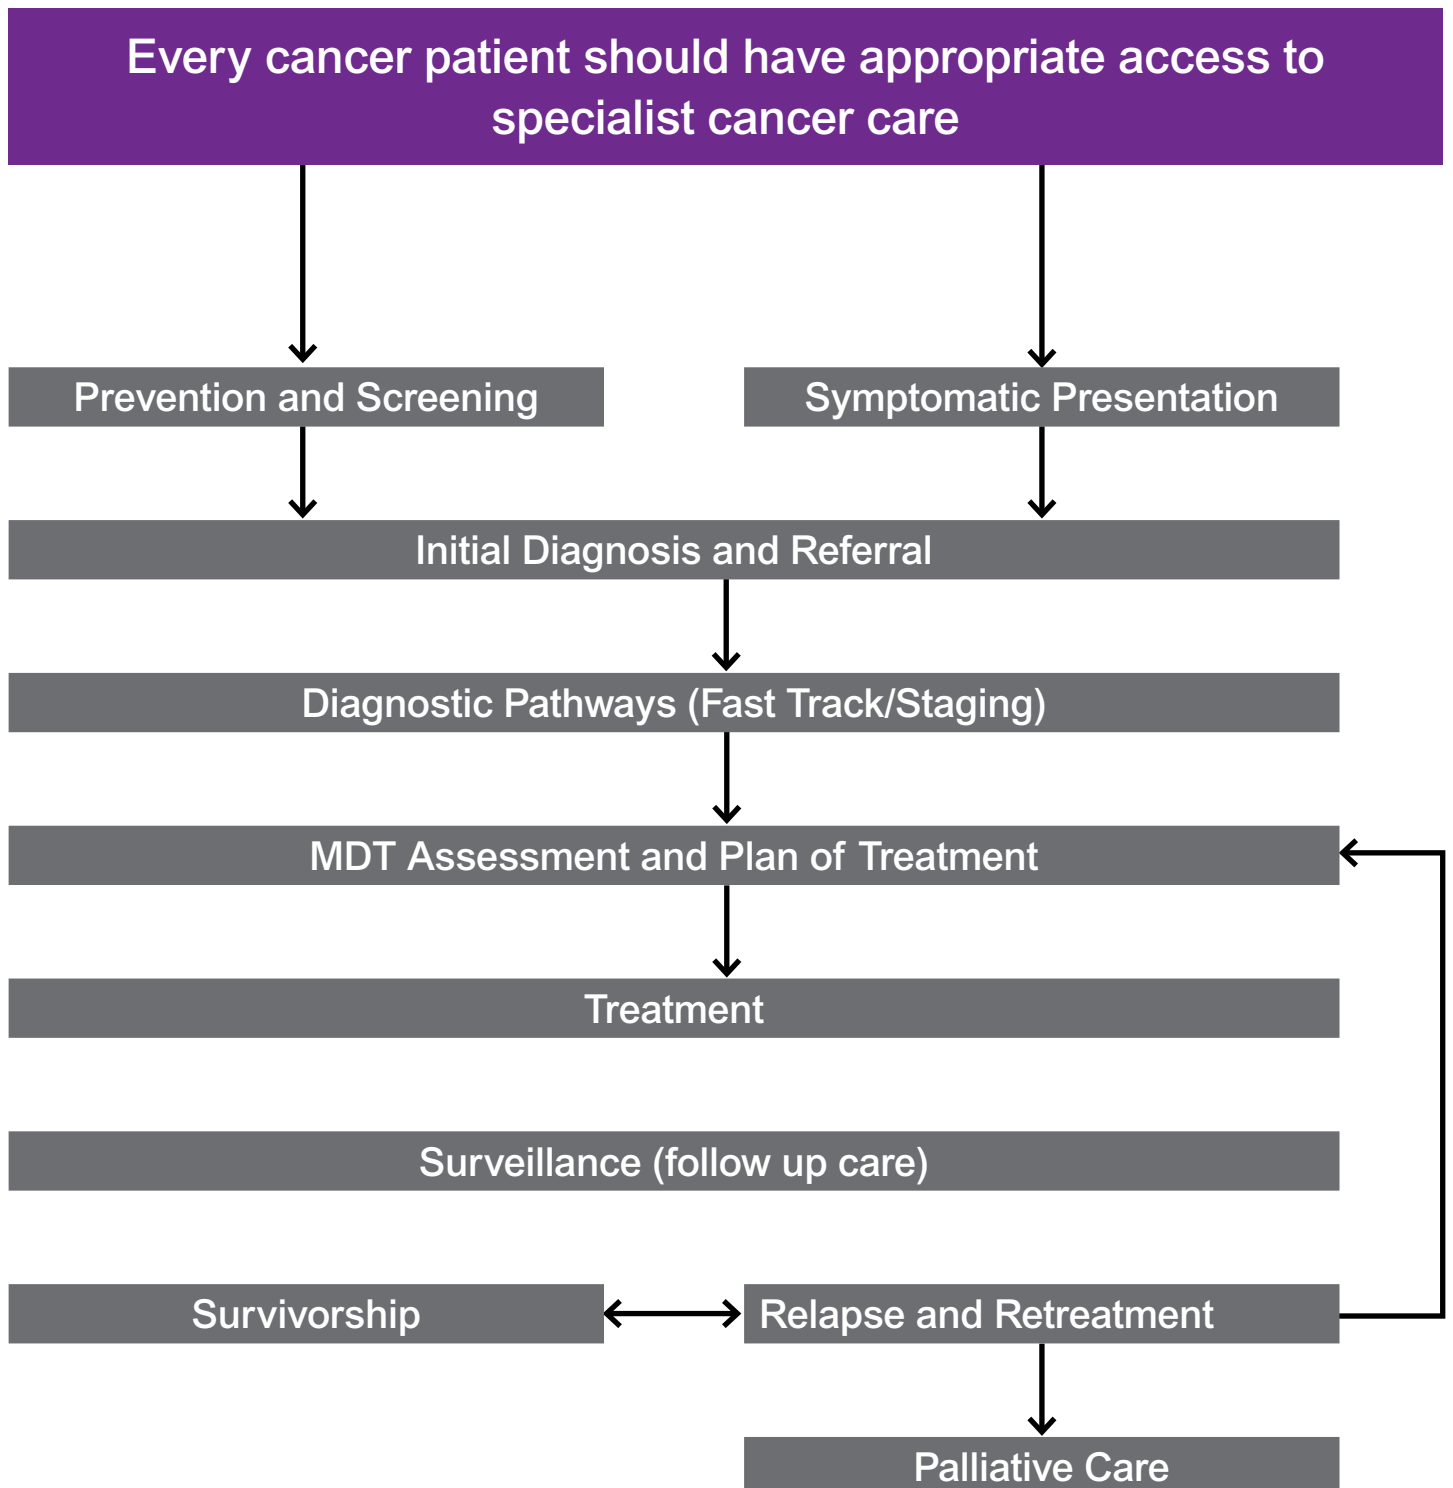 Every cancer patient should have appropriate access to
specialist cancer care
Prevention and Screening
Symptomatic Presentation
Initial Diagnosis and Referral
Diagnostic Pathways (Fast Track/Staging)
MDT Assessment and Plan of Treatment
Treatment
Surveillance (follow up care)
Survivorship
Relapse and Retreatment
Palliative Care